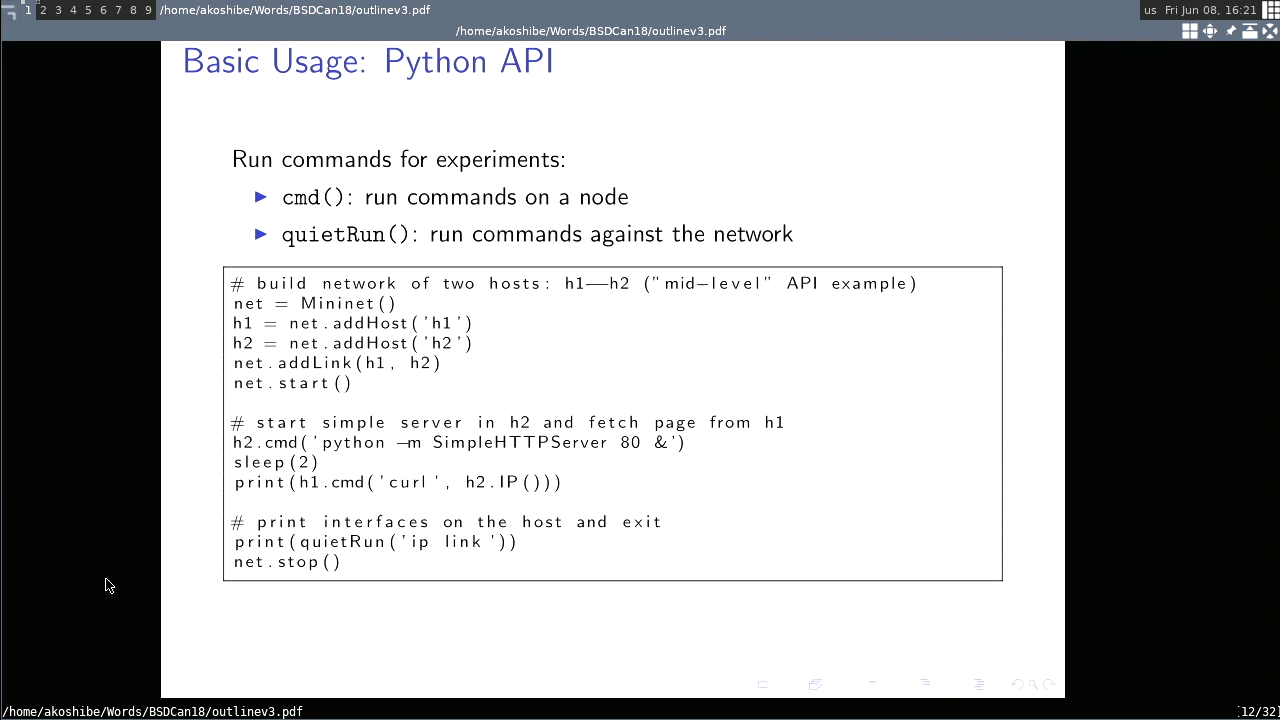 1 2 3 4 5 6 7 8 9 /home/akoshibe/Words/BSDCan18/outlinev3.pdf us Fri Jun 08, 16:21
/home/akoshibe/Words/BSDCan18/outlinev3.pdf
Basic Usage: Python API
Run commands for experiments:
▶ cmd(): run commands on a node
▶ quietRun(): run commands against the network
# build network of two hosts: h1—h2 ("mid-level" API example)
net = Mininet()
h1 = net.addHost('h1')
h2 = net.addHost('h2')
net.addLink(h1, h2)
net.start()
# start simple server in h2 and fetch page from h1
h2.cmd('python -m SimpleHTTPServer 80 &')
sleep(2)
print(h1.cmd('curl', h2.IP()))
# print interfaces on the host and exit
print(quietRun('ip link'))
net.stop()
/home/akoshibe/Words/BSDCan18/outlinev3.pdf [12/32]